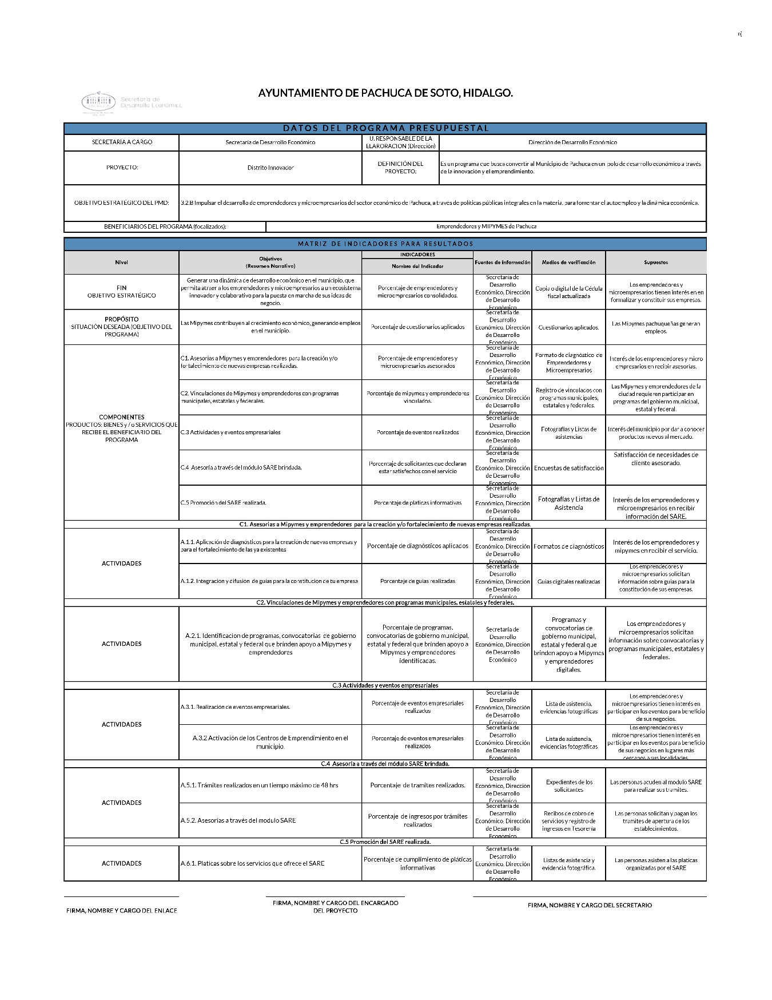 nj
AYUNTAMIENTO DE PACHUCA DE SOTO, HIDALGO.
PACHUCA
Secretaría de
Desarrollo Económico
DATOS DEL PROGRAMA PRESUPUESTAL
SECRETARÍA A CARGO
Secretaría de Desarrollo Económico
U. RESPONSABLE DE LA
ELARORACION (Dirección)
Dirección de Desarrollo Económico
PROYECTO:
Distrito Innovador
DEFINICIÓN DEL
PROYECTO:
Es un programa que busca convertir al Municipio de Pachuca en un polo de desarrollo económico a través
de la innovación y el emprendimiento.
OBJETIVO ESTRATÉGICO DEL PMD:
3.2.B Impulsar el desarrollo de emprendedores y microempresarios del sector económico de Pachuca, a través de políticas públicas integrales en la materia, para fomentar el autoempleo y la dinámica económica.
BENEFICIARIOS DEL PROGRAMA (focalizados):
Emprendedores y MIPYMES de Pachuca
MATRIZ DE INDICADORES PARA RESULTADOS
Nivel
Objetivos
(Resumen Narrativo)
INDICADORES
Nombre del Indicador
Fuentes de información
Medios de verificación
Supuestos
FIN
OBJETIVO ESTRATÉGICO
Generar una dinámica de desarrollo económico en el municipio, que
permita atraer a los emprendedores y microempresarios a un ecosistema
innovador y colaborativo para la puesta en marcha de sus ideas de
negocio.
Porcentaje de emprendedores y
microempresarios consolidados.
Secretaría de
Desarrollo
Económico, Dirección
de Desarrollo
Económico
Copia o digital de la Cédula
fiscal actualizada
Los emprendedores y
microempresarios tienen interés en en
formalizar y constituir sus empresas.
PROPÓSITO
SITUACIÓN DESEADA (OBJETIVO DEL
PROGRAMA)
Las Mipymes contribuyen al crecimiento económico, generando empleos
en el municipio.
Porcentaje de cuestionarios aplicados
Secretaría de
Desarrollo
Económico, Dirección
de Desarrollo
Económico
Cuestionarios aplicados.
Las Mipymes pachuqueñas generan
empleos.
COMPONENTES
PRODUCTOS: BIENES y / o SERVICIOS QUE
RECIBE EL BENEFICIARIO DEL
PROGRAMA
C1. Asesorias a Mipymes y emprendedores para la creación y/o
fortalecimiento de nuevas empresas realizadas.
Porcentaje de emprendedores y
microempresarios asesorados
Secretaría de
Desarrollo
Económico, Dirección
de Desarrollo
Económico
Formato de diagnóstico de
Emprendedores y
Microempresarios
Interés de los emprendedores y micro
empresarios en recibir asesorías.
C2. Vinculaciones de Mipymes y emprendedores con programas
municipales, estatales y federales.
Porcentaje de mipymes y emprendedores
vinculados.
Secretaría de
Desarrollo
Económico, Dirección
de Desarrollo
Económico
Registro de vinculados con
programas municipales,
estatales y federales.
Las Mipymes y emprendedores de la
ciudad requieren participar en
programas del gobierno municipal,
estatal y federal.
C.3 Actividades y eventos empresariales
Porcentaje de eventos realizados
Secretaría de
Desarrollo
Económico, Dirección
de Desarrollo
Económico
Fotografías y Listas de
asistencias
Interés del municipio por dar a conocer
productos nuevos al mercado.
C.4 Asesoría a través del módulo SARE brindada.
Porcentaje de solicitantes que declaran
estar satisfechos con el servicio
Secretaría de
Desarrollo
Económico, Dirección
de Desarrollo
Económico
Encuestas de satisfacción
Satisfacción de necesidades de
cliente asesorado.
C.5 Promoción del SARE realizada.
Porcentaje de platicas informativas
Secretaría de
Desarrollo
Económico, Dirección
de Desarrollo
Económico
Fotografías y Listas de
Asistencia
Interés de los emprendedores y
microempresarios en recibir
información del SARE.
C1. Asesorias a Mipymes y emprendedores para la creación y/o fortalecimiento de nuevas empresas realizadas.
ACTIVIDADES
A.1.1. Aplicación de diagnósticos para la creación de nuevas empresas y
para el fortalecimiento de las ya existentes
Porcentaje de diagnósticos aplicados
Secretaría de
Desarrollo
Económico, Dirección
de Desarrollo
Económico
Formatos de diagnósticos
Interés de los emprendedores y
mipymes en recibir el servicio.
A.1.2. Integración y difusión de guías para la constitución de tu empresa
Porcentaje de guías realizadas
Secretaría de
Desarrollo
Económico, Dirección
de Desarrollo
Económico
Guías digitales realizadas
Los emprendedores y
microempresarios solicitan
información sobre guías para la
constitución de sus empresas.
C2. Vinculaciones de Mipymes y emprendedores con programas municipales, estatales y federales.
ACTIVIDADES
A.2.1. Identificacion de programas, convocatorias de gobierno
municipal, estatal y federal que brinden apoyo a Mipymes y
emprendedores
Porcentaje de programas,
convocatorias de gobierno municipal,
estatal y federal que brinden apoyo a
Mipymes y emprendedores
identificadas.
Secretaría de
Desarrollo
Económico, Dirección
de Desarrollo
Económico
Programas y
convocatorias de
gobierno municipal,
estatal y federal que
brinden apoyo a Mipymes
y emprendedores
digitales.
Los emprendedores y
microempresarios solicitan
información sobre convocatorias y
programas municipales, estatales y
federales.
C.3 Actividades y eventos empresariales
ACTIVIDADES
A.3.1. Realización de eventos empresariales.
Porcentaje de eventos empresariales
realizados
Secretaría de
Desarrollo
Económico, Dirección
de Desarrollo
Económico
Lista de asistencia,
evidencias fotográficas
Los emprendedores y
microempresarios tienen interés en
participar en los eventos para beneficio
de sus negocios.
A.3.2 Activación de los Centros de Emprendimiento en el
municipio.
Porcentaje de eventos empresariales
realizados
Secretaría de
Desarrollo
Económico, Dirección
de Desarrollo
Económico
Lista de asistencia,
evidencias fotográficas
Los emprendedores y
microempresarios tienen interés en
participar en los eventos para beneficio
de sus negocios en lugares más
cercanos a sus localidades.
C.4 Asesoría a través del módulo SARE brindada.
ACTIVIDADES
A.5.1. Trámites realizados en un tiempo máximo de 48 hrs
Porcentaje de tramites realizados.
Secretaría de
Desarrollo
Económico, Dirección
de Desarrollo
Económico
Expedientes de los
solicitantes
Las personas acuden al modulo SARE
para realizar sus tramites.
A.5.2. Asesorias a través del modulo SARE
Porcentaje de ingresos por trámites
realizados
Secretaría de
Desarrollo
Económico, Dirección
de Desarrollo
Económico
Recibos de cobro de
servicios y registro de
ingresos en Tesorería
Las personas solicitan y pagan los
tramites de apertura de los
establecimientos.
C.5 Promoción del SARE realizada.
ACTIVIDADES
A.6.1. Platicas sobre los servicios que ofrece el SARE
Porcentaje de cumplimiento de pláticas
informativas
Secretaría de
Desarrollo
Económico, Dirección
de Desarrollo
Económico
Listas de asistencia y
evidencia fotográfica.
Las personas asisten a las platicas
organizadas por el SARE
FIRMA, NOMBRE Y CARGO DEL ENLACE
FIRMA, NOMBRE Y CARGO DEL ENCARGADO
DEL PROYECTO
FIRMA, NOMBRE Y CARGO DEL SECRETARIO